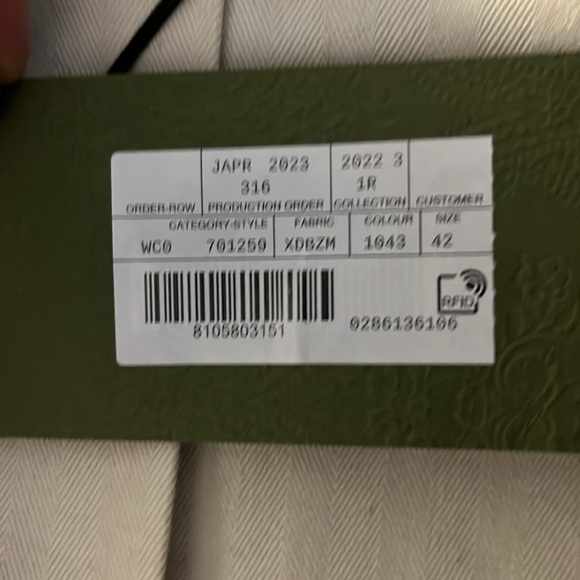 JAPR 2023 2022 3
316 1R
ORDER-ROW PRODUCTION ORDER COLLECTION CUSTOMER
CATEGORY-STYLE FABRIC COLOUR SIZE
WC0 701259 XDBZM 1043 42
RFID
8105803151 0286136106